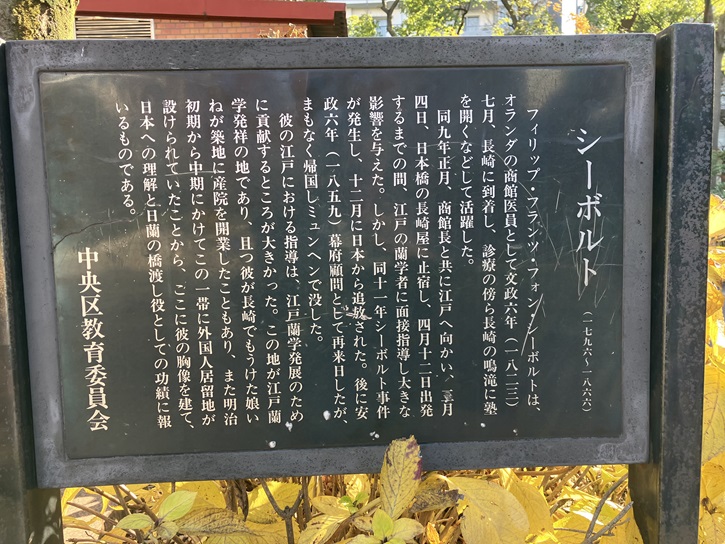 シーボルト
（一七九六～一八六六）
フィリップ・フランツ・フォン・シーボルトは、
オランダの商館医員として文政六年（一八二三）
七月、長崎に到着し、診療の傍ら長崎の鳴滝に塾
を開くなどして活躍した。
同九年正月、商館長と共に江戸へ向かい、三月
四日、日本橋の長崎屋に止宿し、四月十二日出発
するまでの間、江戸の蘭学者に面接指導し大きな
影響を与えた。しかし、同十一年シーボルト事件
が発生し、十二月に日本から追放された。後に安
政六年（一八五九）幕府顧問として再来日したが、
まもなく帰国しミュンヘンで没した。
彼の江戸における指導は、江戸蘭学発展のため
に貢献するところが大きかった。この地が江戸蘭
学発祥の地であり、且つ彼が長崎でもうけた娘い
ねが築地に産院を開業したこともあり、また明治
初期から中期にかけてこの一帯に外国人居留地が
設けられていたことから、ここに彼の胸像を建て、
日本への理解と日蘭の橋渡し役としての功績に報
いるものである。
中央区教育委員会